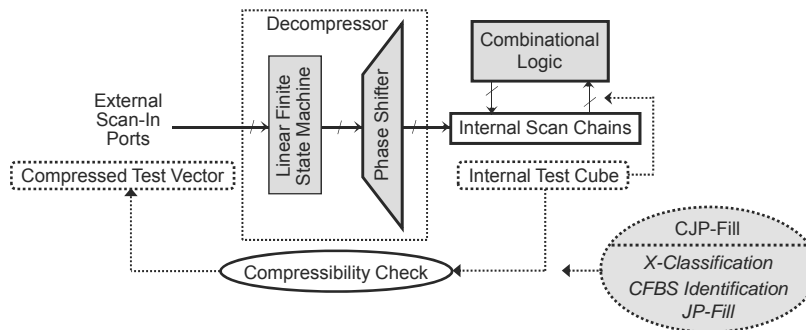 Decompressor
Combinational
Logic
External
Scan-In
Ports
Linear Finite
State Machine
Phase Shifter
Internal Scan Chains
Compressed Test Vector
Internal Test Cube
Compressibility Check
CJP-Fill
X-Classification
CFBS Identification
JP-Fill